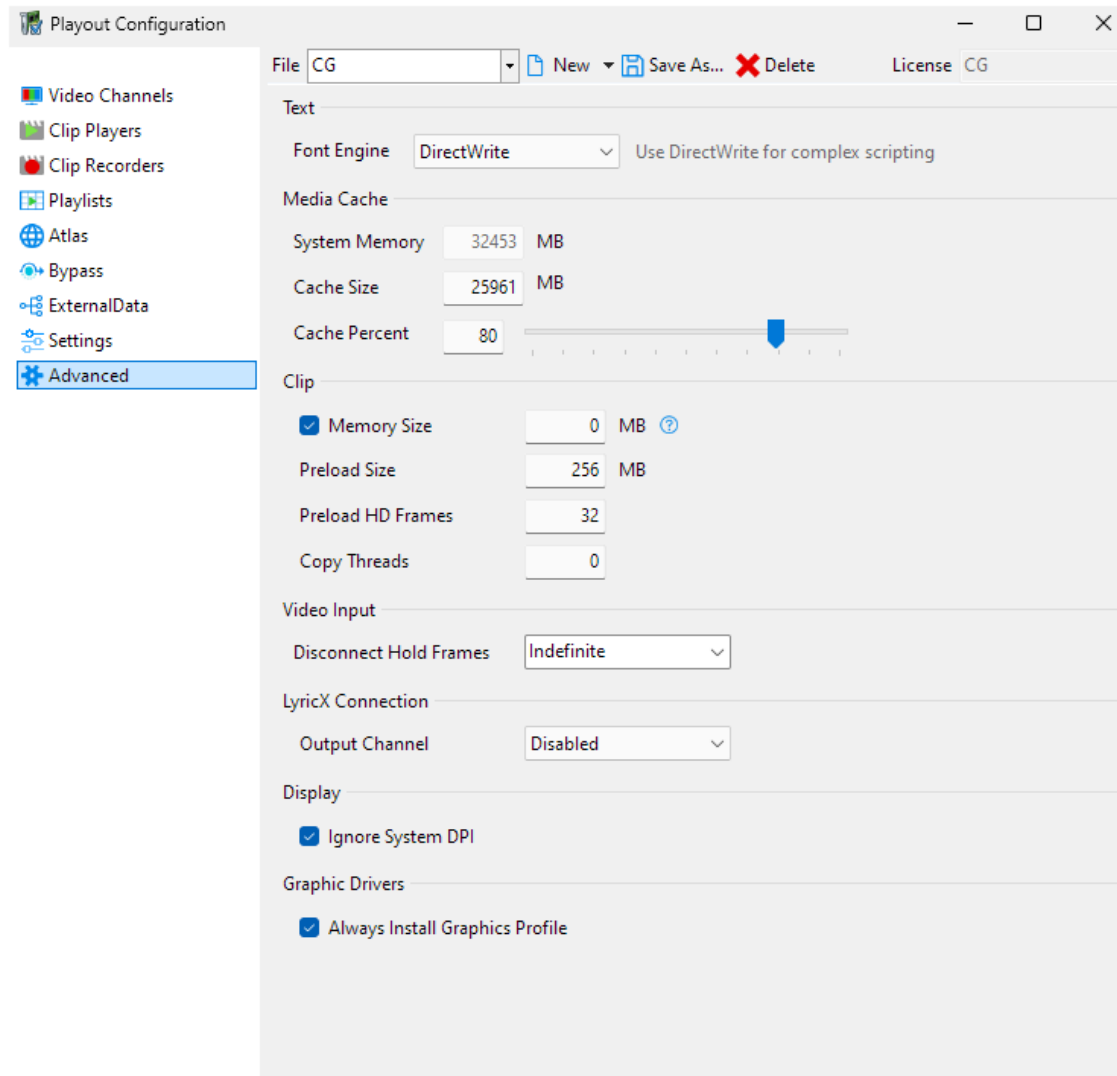 Playout Configuration
File CG New Save As... Delete License CG
Video Channels
Clip Players
Clip Recorders
Playlists
Atlas
Bypass
ExternalData
Settings
Advanced
Text
Font Engine DirectWrite Use DirectWrite for complex scripting
Media Cache
System Memory 32453 MB
Cache Size 25961 MB
Cache Percent 80
Clip
Memory Size 0 MB ?
Preload Size 256 MB
Preload HD Frames 32
Copy Threads 0
Video Input
Disconnect Hold Frames Indefinite
LyricX Connection
Output Channel Disabled
Display
Ignore System DPI
Graphic Drivers
Always Install Graphics Profile